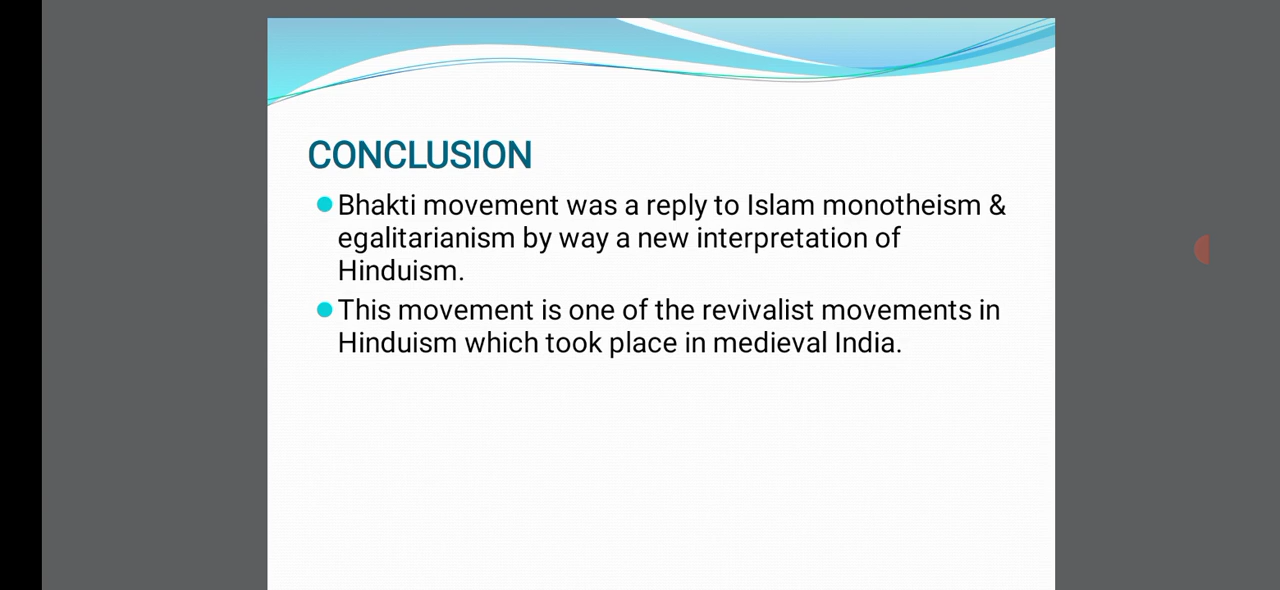 CONCLUSION
Bhakti movement was a reply to Islam monotheism &
egalitarianism by way a new interpretation of
Hinduism.
This movement is one of the revivalist movements in
Hinduism which took place in medieval India.